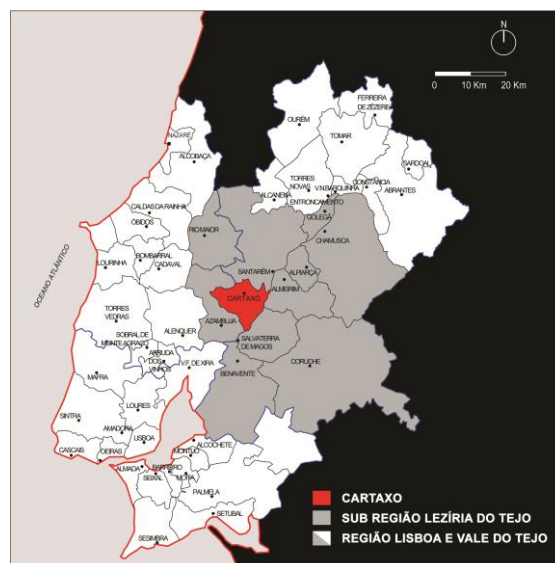 N
0 10 Km 20 Km
FERREIRA
DE ZÊZERE
OURÉM
TOMAR
NAZARÉ
ALCOBAÇA
SARDOAL
TORRES
NOVAS
V.N.BARQUINHA
CONSTÂNCIA
ABRANTES
ALCANENA
ENTRONCAMENTO
GOLEGÃ
CALDAS DA RAINHA
ÓBIDOS
RIO MAIOR
CHAMUSCA
BOMBARRAL
CADAVAL
LOURINHA
SANTARÉM
ALPIARÇA
ALMEIRIM
CARTAXO
OCEANO ATLÂNTICO
TORRES
VEDRAS
AZAMBUJA
ALENQUER
SOBRAL DE
MONTE AGRAÇO
SALVATERRA
DE MAGOS
ARRUDA
DOS
VINHOS
V.F. DE XIRA
BENAVENTE
CORUCHE
MAFRA
LOURES
SINTRA
AMADORA
LISBOA
CASCAIS
OEIRAS
ALCOCHETE
MONTIJO
ALMADA
BARREIRO
SEIXAL
MOITA
PALMELA
SETUBAL
SESIMBRA
CARTAXO
SUB REGIÃO LEZÍRIA DO TEJO
REGIÃO LISBOA E VALE DO TEJO